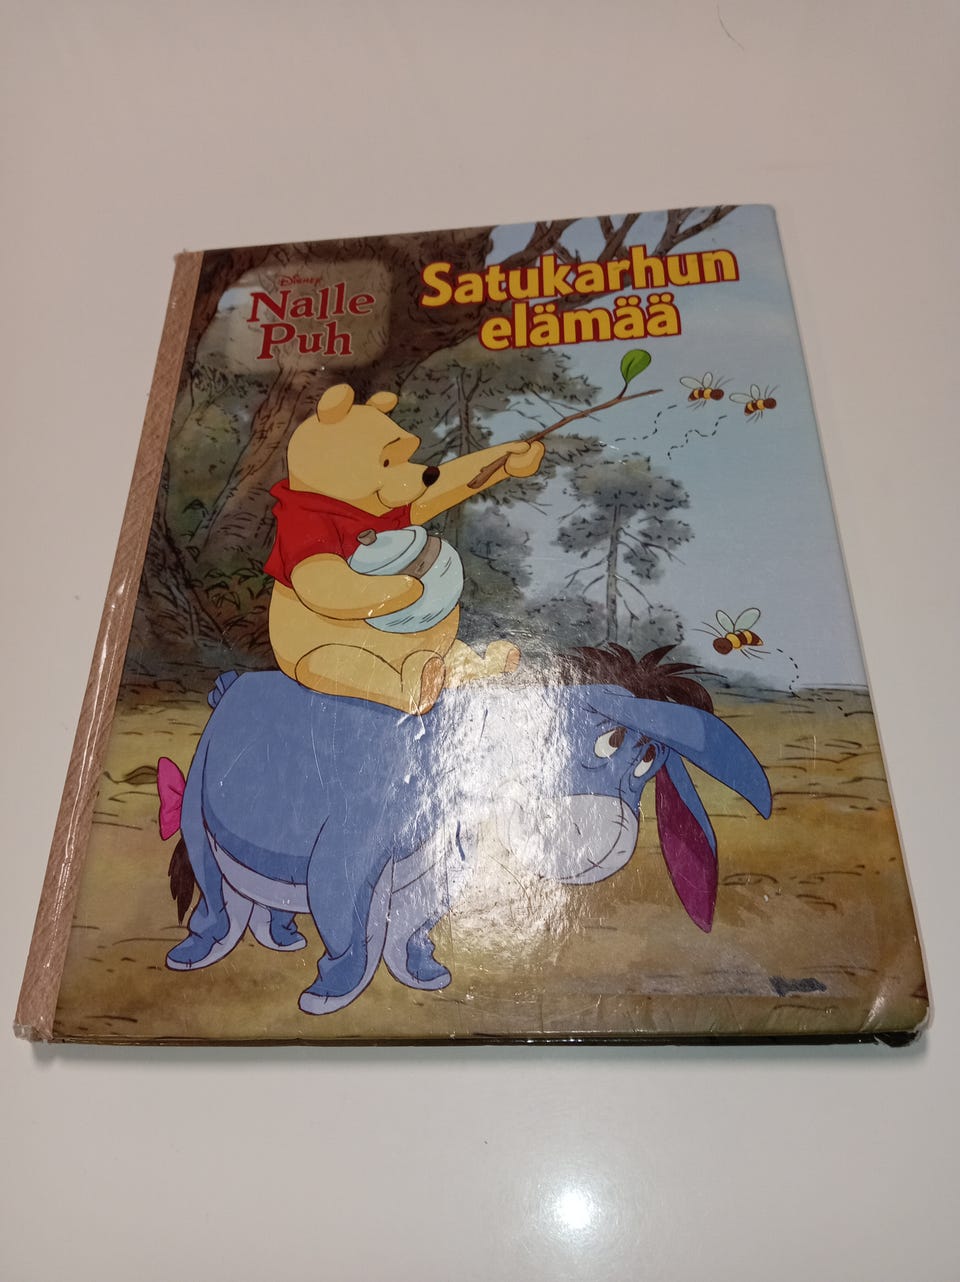 Disney
Nalle
Puh
Satukarhun
elämää